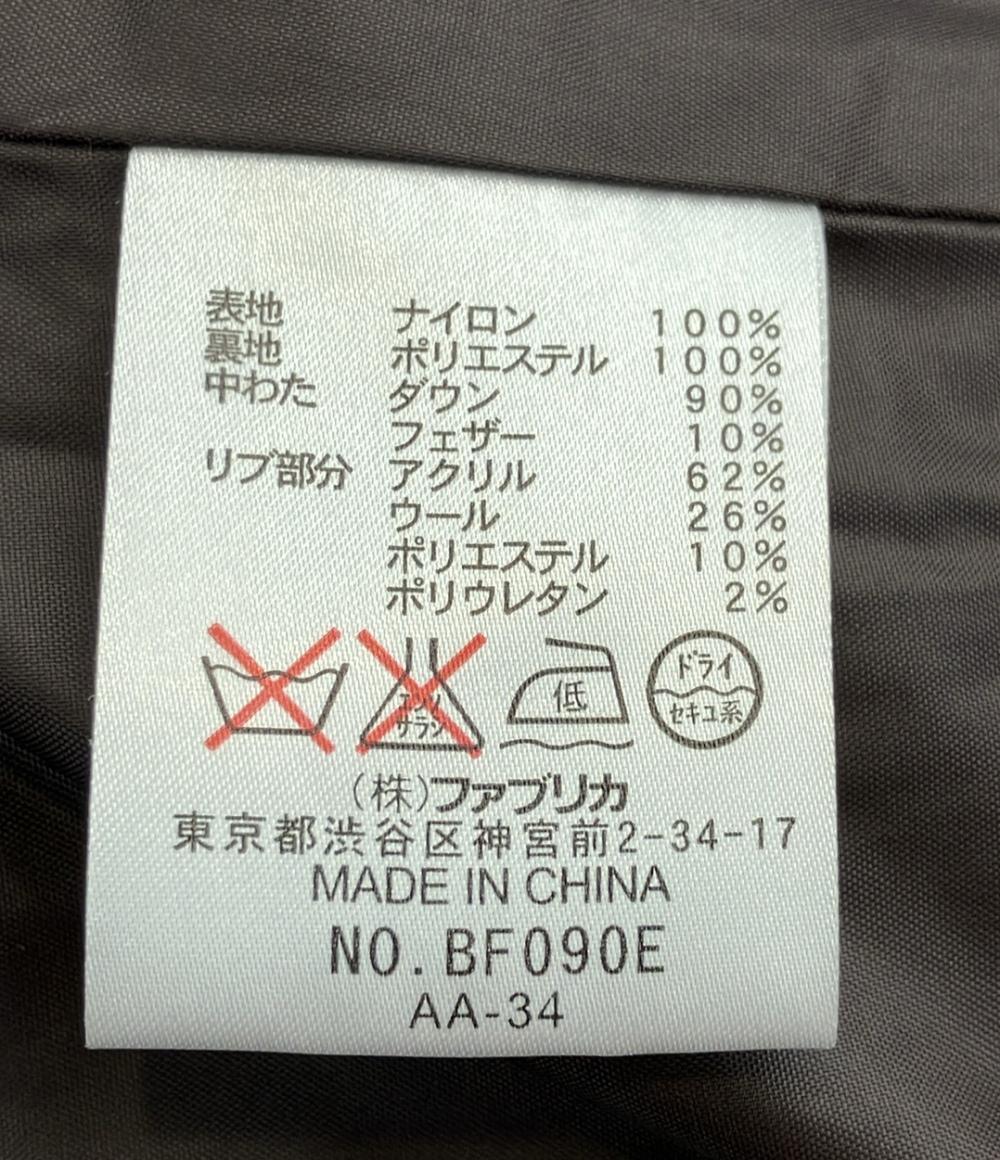 表地 ナイロン 100%
裏地 ポリエステル 100%
中わた ダウン 90%
フェザー 10%
リブ部分 アクリル 62%
ウール 26%
ポリエステル 10%
ポリウレタン 2%
エンソサラシ 低 ドライ セキユ系
(株)ファブリカ
東京都渋谷区神宮前2-34-17
MADE IN CHINA
NO.BF090E
AA-34